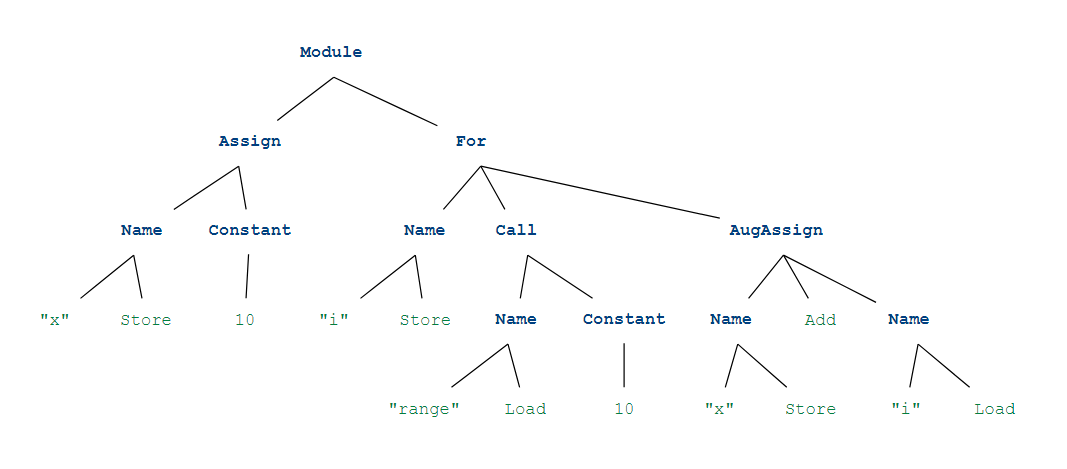 Module
Assign For
Name Constant Name Call AugAssign
"x" Store 10 "i" Store Name Constant Name Add Name
"range" Load 10 "x" Store "i" Load